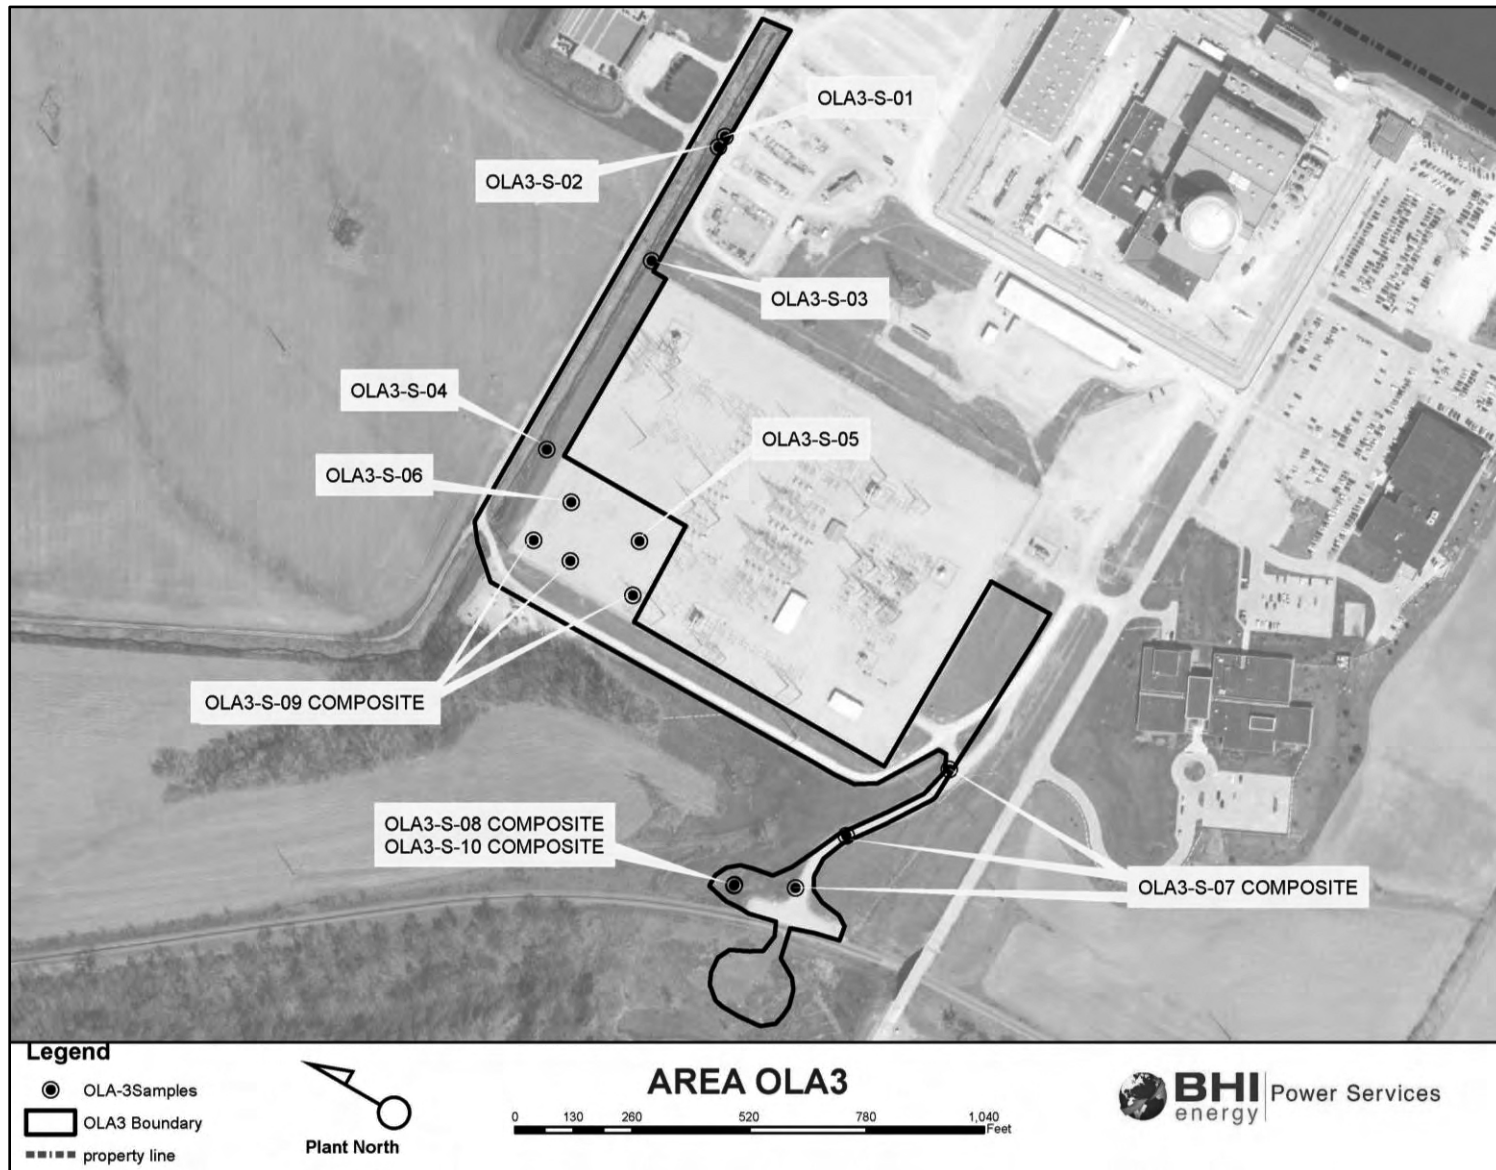 OLA3-S-01
OLA3-S-02
OLA3-S-03
OLA3-S-04
OLA3-S-05
OLA3-S-06
OLA3-S-09 COMPOSITE
OLA3-S-08 COMPOSITE
OLA3-S-10 COMPOSITE
OLA3-S-07 COMPOSITE
Legend
OLA-3Samples
OLA3 Boundary
property line
Plant North
AREA OLA3
0 130 260 520 780 1,040
Feet
BHI
energy
Power Services